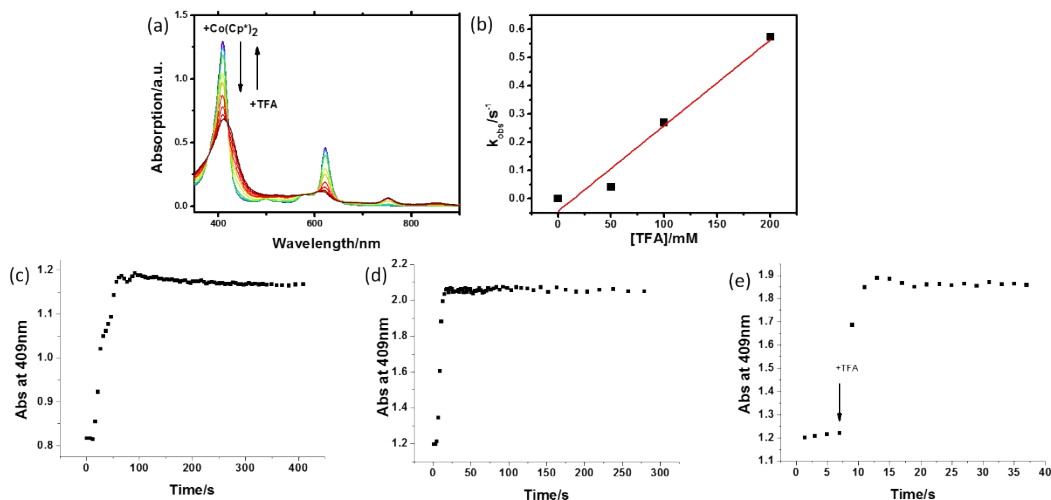 (a)
+Co(Cp*)2
+TFA
Absorption/a.u.
1.5
1.0
0.5
0.0
400 600 800
Wavelength/nm
(b)
kobs/s-1
0.6
0.5
0.4
0.3
0.2
0.1
0.0
0 50 100 150 200
[TFA]/mM
(c)
Abs at 409nm
1.2
1.1
1.0
0.9
0.8
0 100 200 300 400 500
Time/s
(d)
Abs at 409nm
2.1
2.0
1.8
1.6
1.5
1.4
1.2
1.1
0 50 100 150 200 250 300
Time/s
(e)
Abs at 409nm
1.9
1.8
1.7
1.6
1.5
1.4
1.3
1.2
1.1
+TFA
0 5 10 15 20 25 30 35 40
Time/s